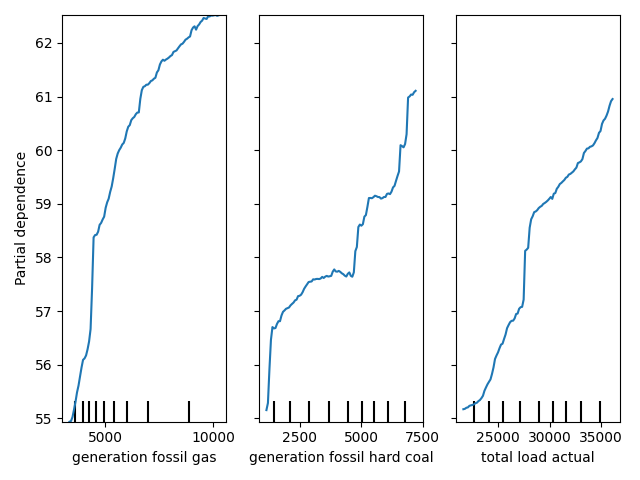 Partial dependence
62
61
60
59
58
57
56
55
5000 10000
2500 5000 7500
25000 30000 35000
generation fossil gas
generation fossil hard coal
total load actual